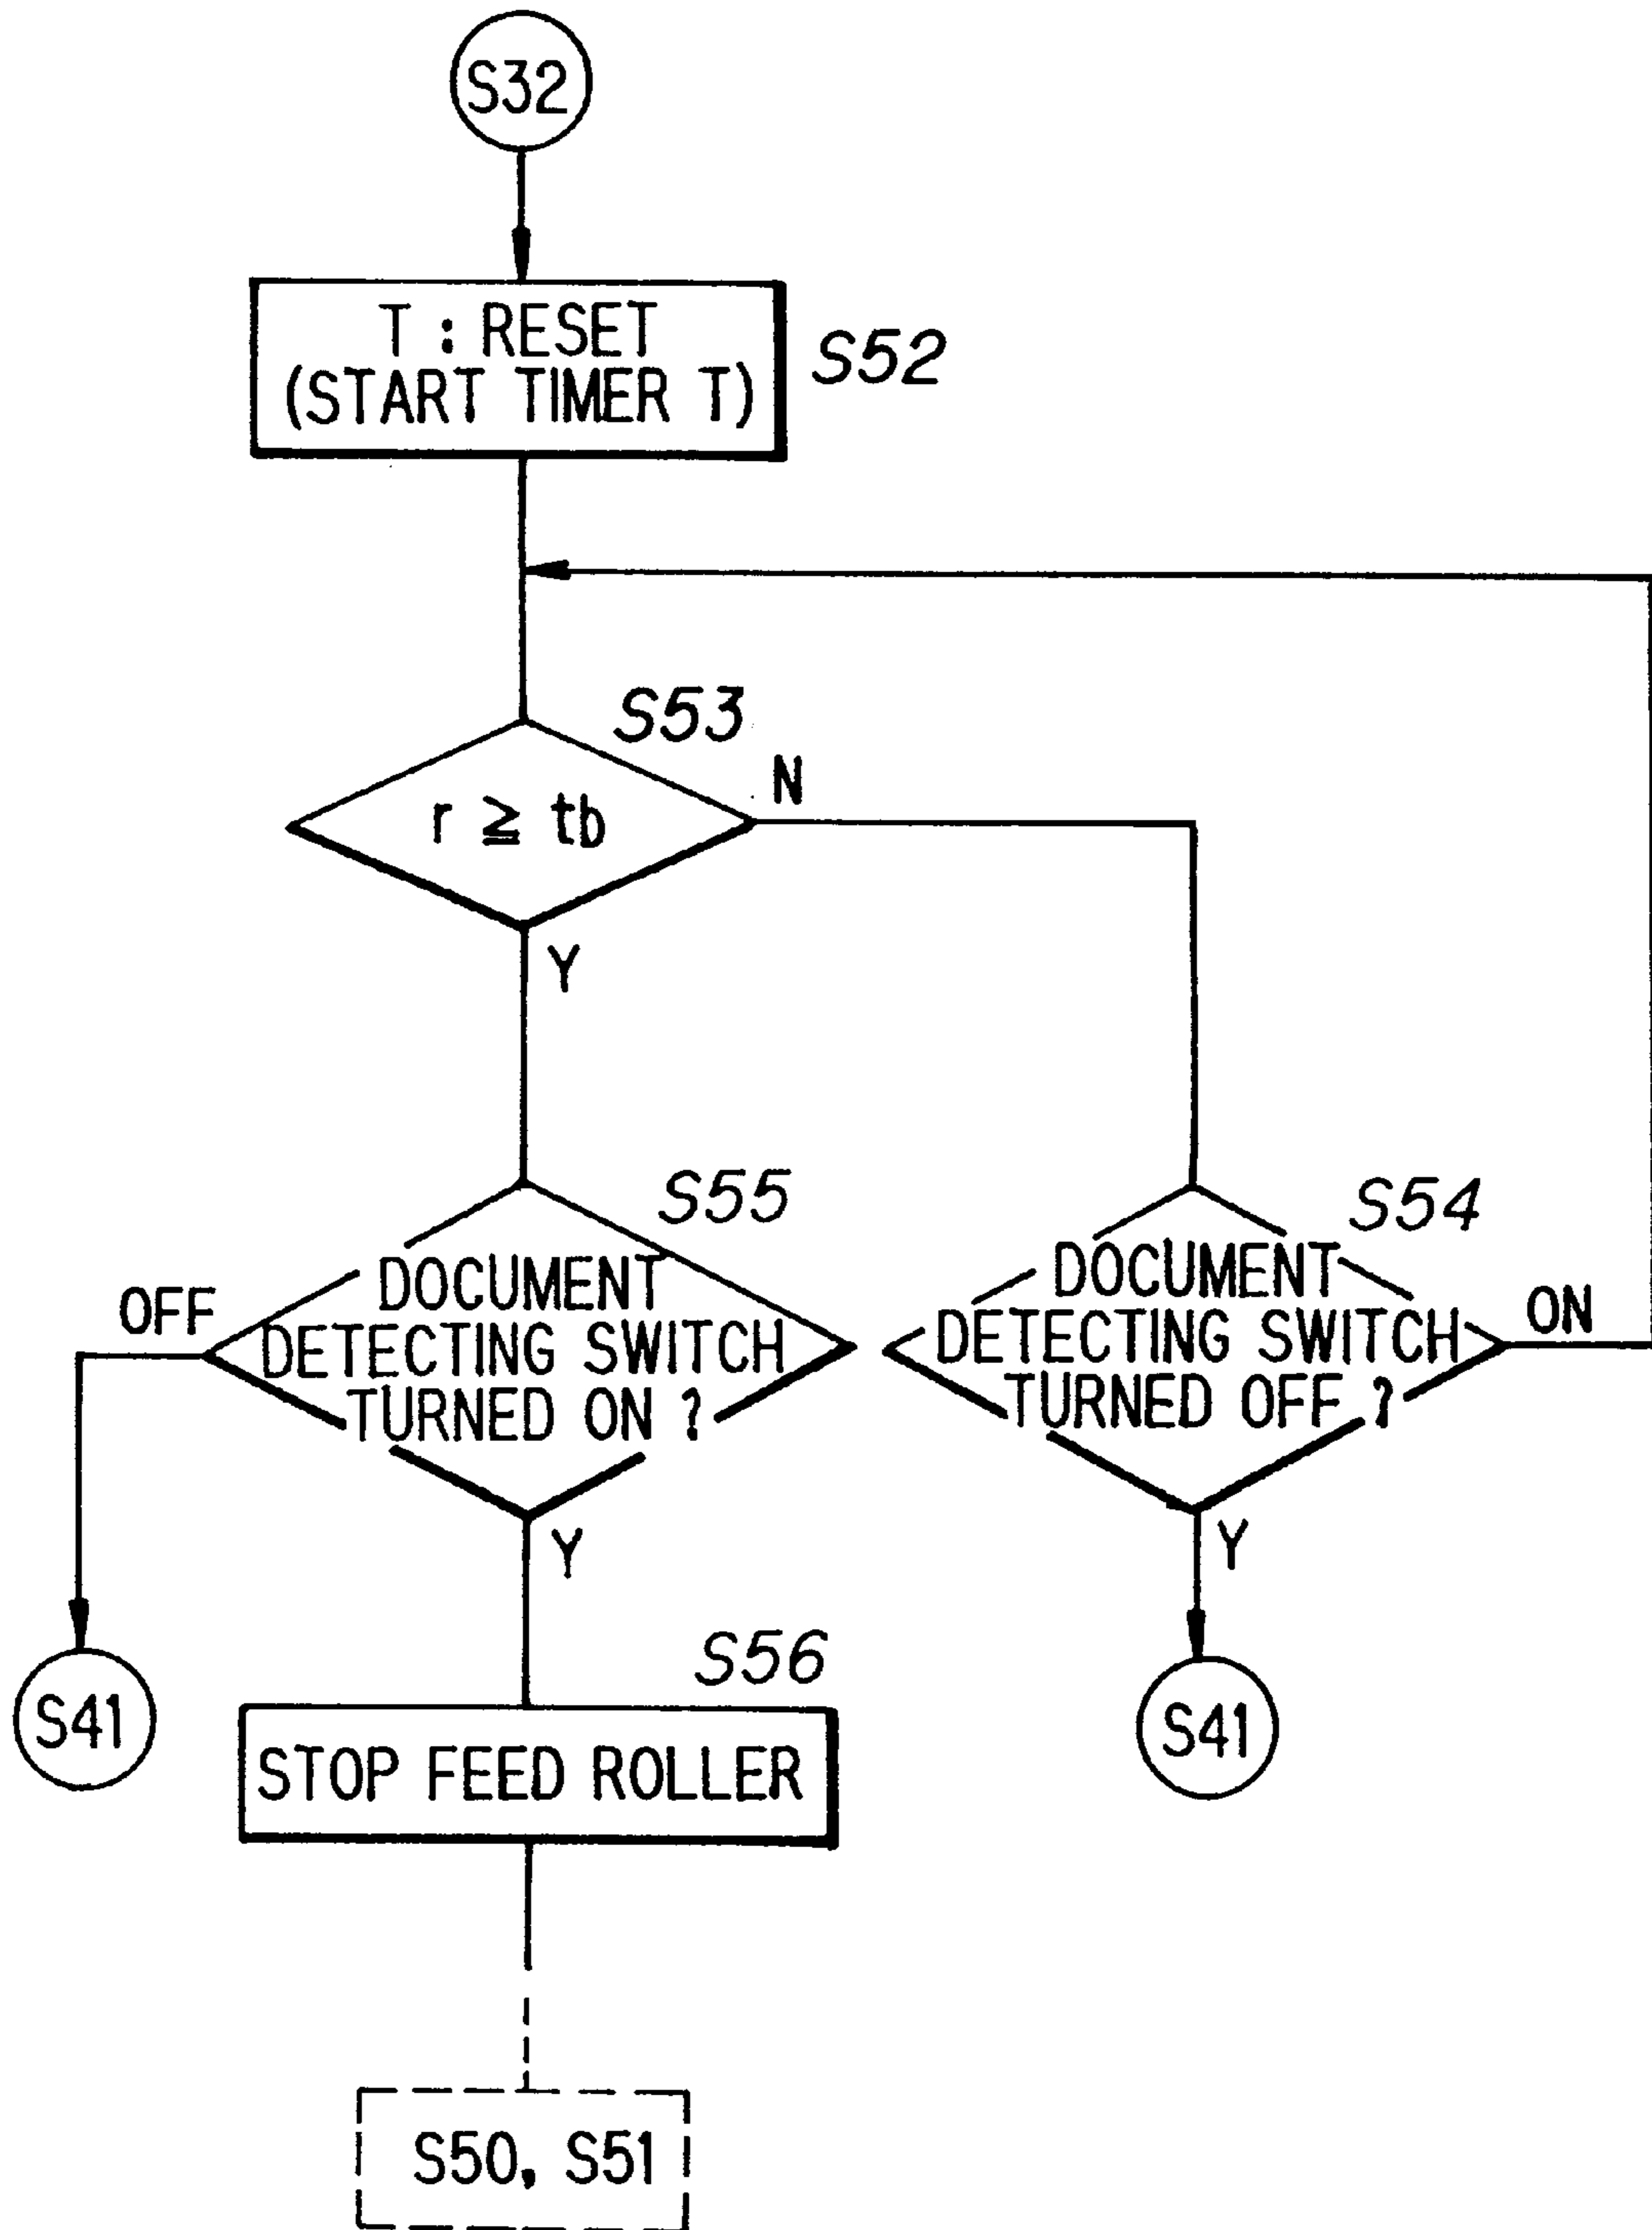 S32
T : RESET
(START TIMER T)
S52
S53
r ≧ tb
N
Y
S55
DOCUMENT
DETECTING SWITCH
TURNED ON ?
OFF
Y
S54
DOCUMENT
DETECTING SWITCH
TURNED OFF ?
ON
Y
S41
S56
STOP FEED ROLLER
S41
S50, S51